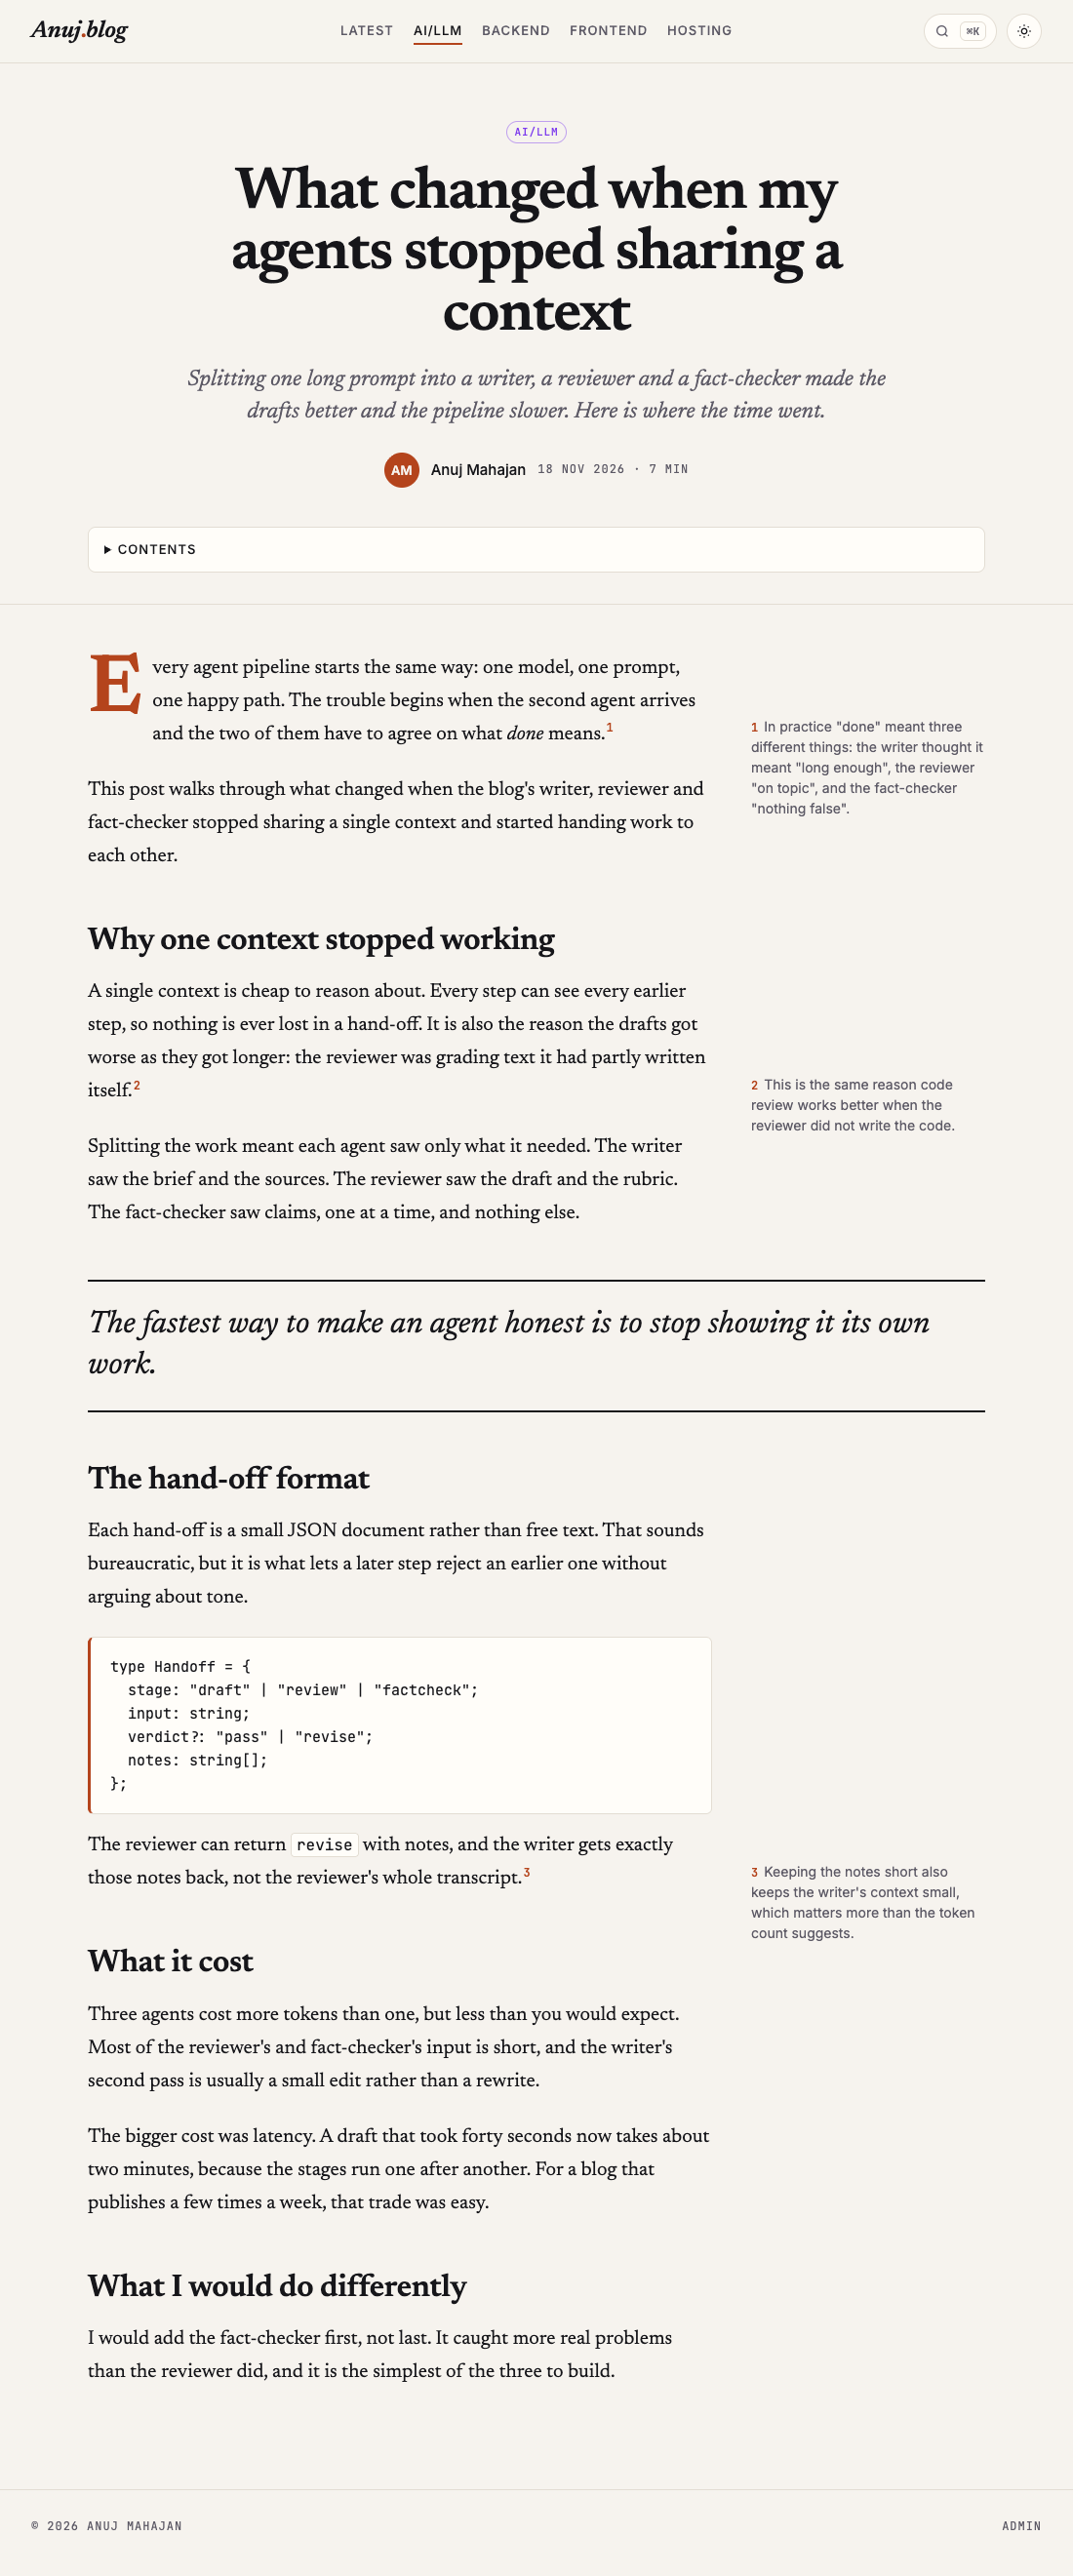 Anuj.blog
LATEST AI/LLM BACKEND FRONTEND HOSTING
⌘K
AI/LLM
What changed when my
agents stopped sharing a
context
Splitting one long prompt into a writer, a reviewer and a fact-checker made the
drafts better and the pipeline slower. Here is where the time went.
AM Anuj Mahajan 18 NOV 2026 · 7 MIN
CONTENTS
Every agent pipeline starts the same way: one model, one prompt,
one happy path. The trouble begins when the second agent arrives
and the two of them have to agree on what done means.1
1 In practice "done" meant three
different things: the writer thought it
meant "long enough", the reviewer
"on topic", and the fact-checker
"nothing false".
This post walks through what changed when the blog's writer, reviewer and
fact-checker stopped sharing a single context and started handing work to
each other.
Why one context stopped working
A single context is cheap to reason about. Every step can see every earlier
step, so nothing is ever lost in a hand-off. It is also the reason the drafts got
worse as they got longer: the reviewer was grading text it had partly written
itself.2
2 This is the same reason code
review works better when the
reviewer did not write the code.
Splitting the work meant each agent saw only what it needed. The writer
saw the brief and the sources. The reviewer saw the draft and the rubric.
The fact-checker saw claims, one at a time, and nothing else.
The fastest way to make an agent honest is to stop showing it its own
work.
The hand-off format
Each hand-off is a small JSON document rather than free text. That sounds
bureaucratic, but it is what lets a later step reject an earlier one without
arguing about tone.
type Handoff = {
  stage: "draft" | "review" | "factcheck";
  input: string;
  verdict?: "pass" | "revise";
  notes: string[];
};
The reviewer can return revise with notes, and the writer gets exactly
those notes back, not the reviewer's whole transcript.3
3 Keeping the notes short also
keeps the writer's context small,
which matters more than the token
count suggests.
What it cost
Three agents cost more tokens than one, but less than you would expect.
Most of the reviewer's and fact-checker's input is short, and the writer's
second pass is usually a small edit rather than a rewrite.
The bigger cost was latency. A draft that took forty seconds now takes about
two minutes, because the stages run one after another. For a blog that
publishes a few times a week, that trade was easy.
What I would do differently
I would add the fact-checker first, not last. It caught more real problems
than the reviewer did, and it is the simplest of the three to build.
© 2026 ANUJ MAHAJAN
ADMIN